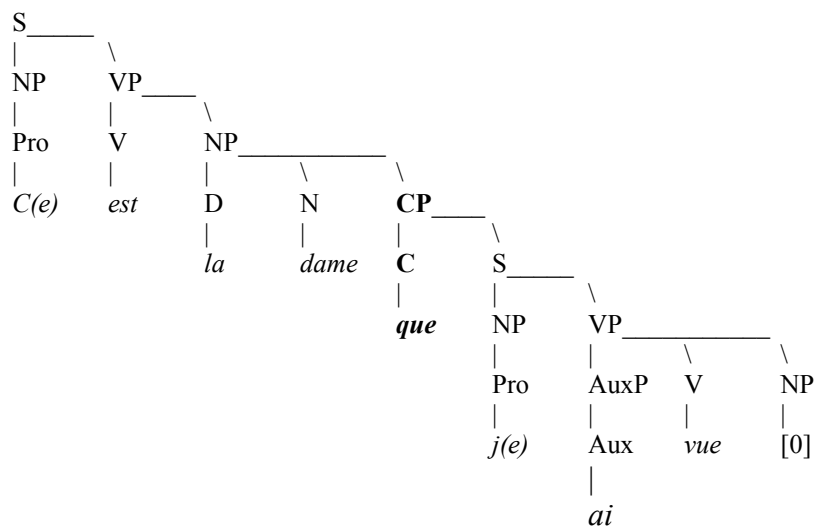 S
NP VP
Pro V NP
C(e) est D N CP
la dame C S
que NP VP
Pro AuxP V NP
j(e) Aux vue [0]
ai